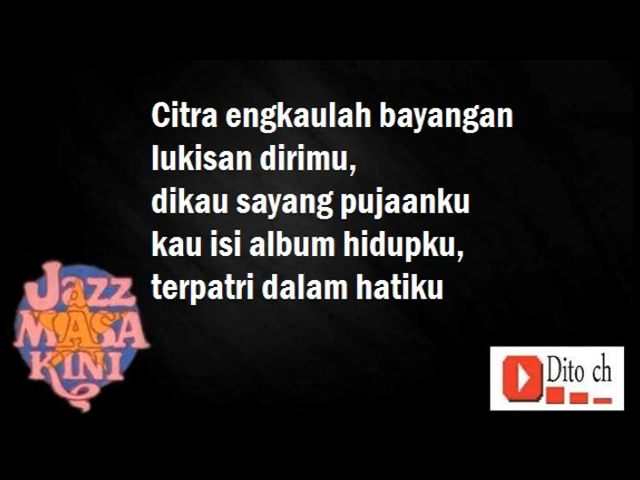 Citra engkaulah bayangan
lukisan dirimu,
dikau sayang pujaanku
kau isi album hidupku,
terpatri dalam hatiku
Jazz
MASA
KINI
Dito ch